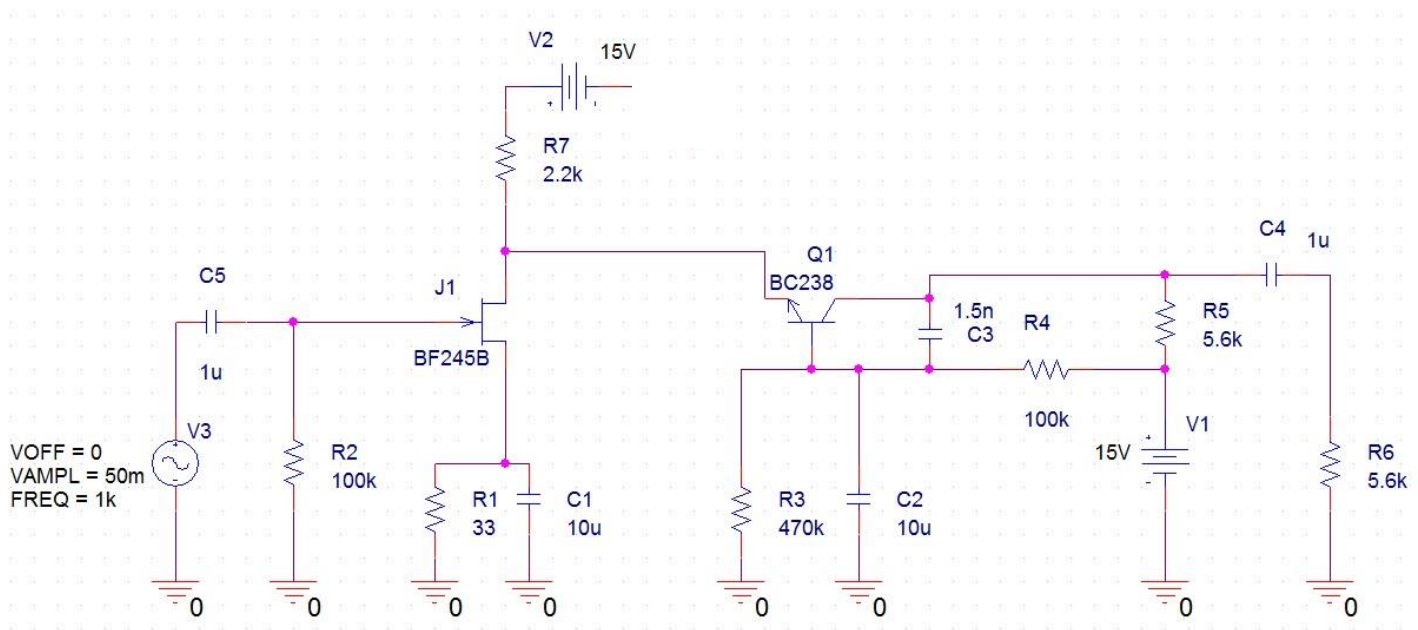 V2
15V
R7
2.2k
C5
1u
J1
BF245B
Q1
BC238
1.5n
C3
R4
100k
R5
5.6k
C4
1u
V3
VOFF = 0
VAMPL = 50m
FREQ = 1k
R2
100k
R1
33
C1
10u
R3
470k
C2
10u
V1
15V
R6
5.6k
0
0
0
0
0
0
0
0